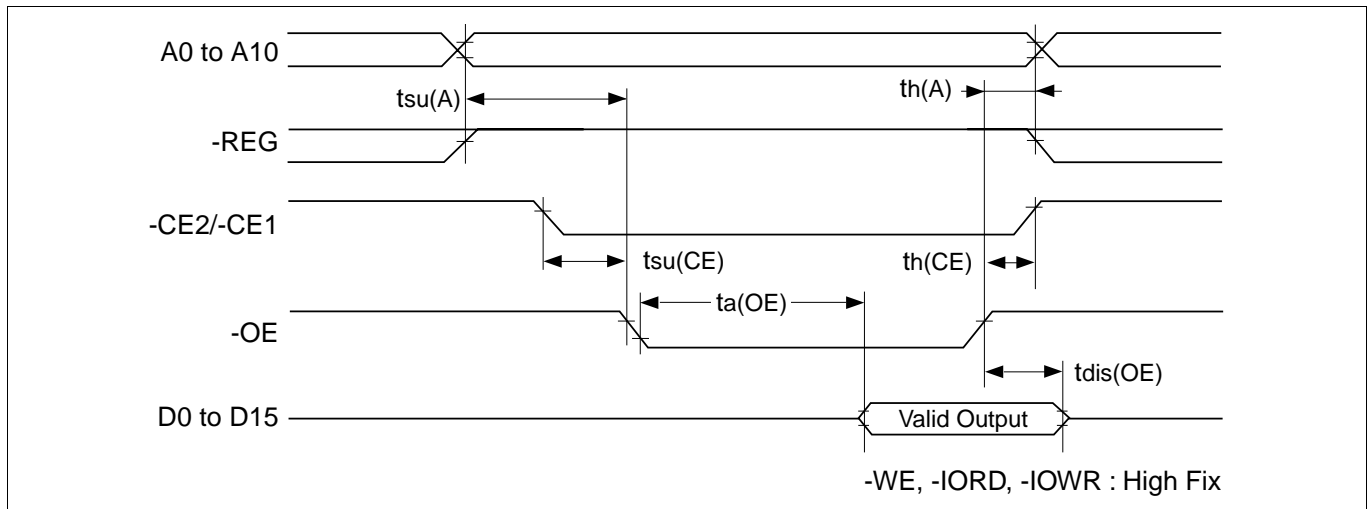 A0 to A10
tsu(A)
th(A)
-REG
-CE2/-CE1
tsu(CE)
th(CE)
ta(OE)
-OE
tdis(OE)
D0 to D15
Valid Output
-WE, -IORD, -IOWR : High Fix